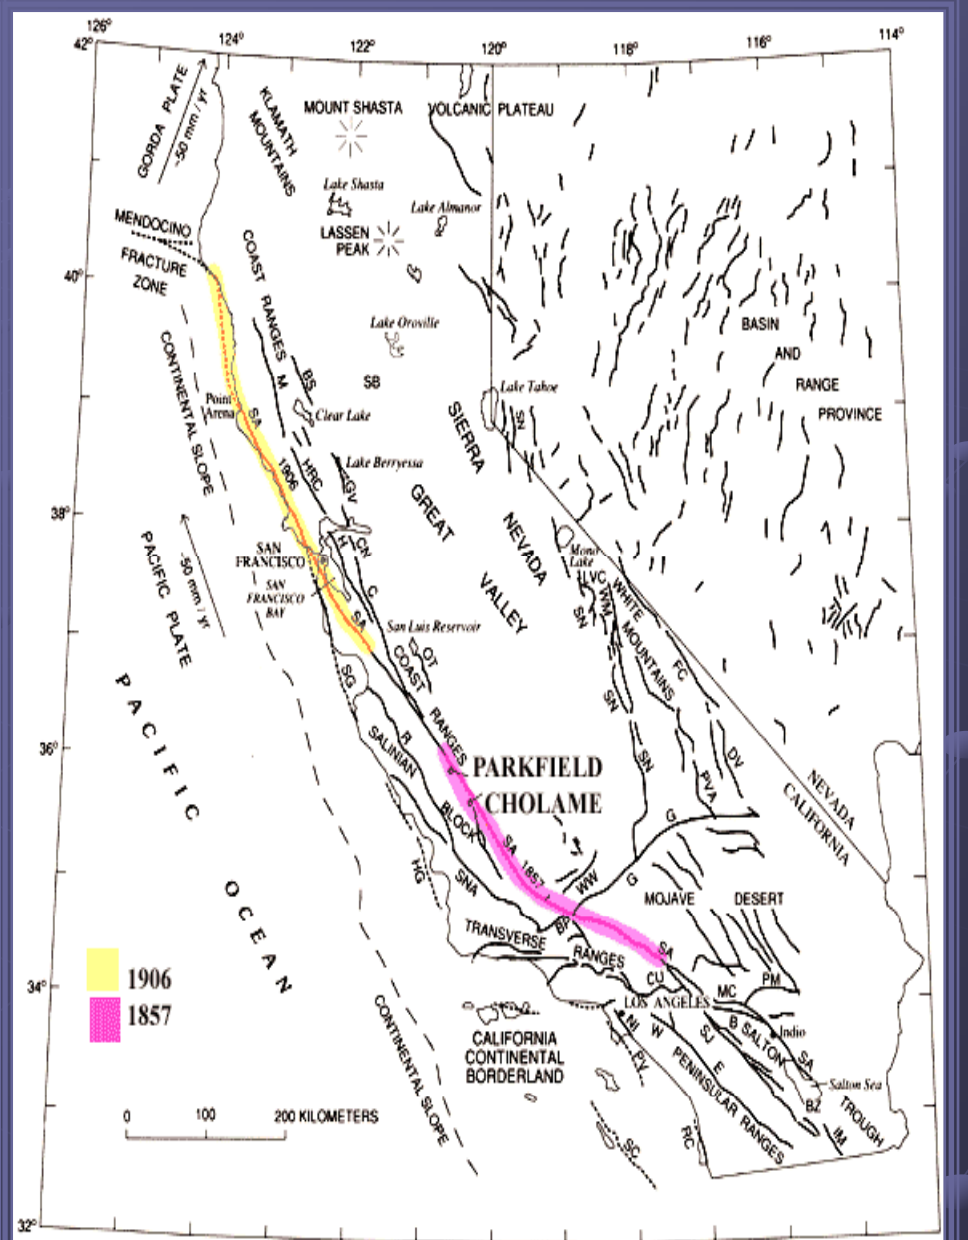 126°
42°
124°
122°
120°
118°
116°
114°
GORDA PLATE
~50 mm / yr
KLAMATH
MOUNTAINS
MOUNT SHASTA
VOLCANIC PLATEAU
Lake Shasta
Lake Almanor
LASSEN
PEAK
MENDOCINO
FRACTURE
ZONE
40°
COAST RANGES
CONTINENTAL SLOPE
Lake Oroville
BASIN
AND
RANGE
PROVINCE
M
BS
SB
Lake Tahoe
Point
Arena
SA
Clear Lake
SN
SIERRA
NEVADA
1906
HRC
Lake Berryessa
GV
GREAT
VALLEY
38°
PACIFIC PLATE
~50 mm / yr
SAN
FRANCISCO
SAN
FRANCISCO
BAY
H
CN
C
SA
Mono
Lake
LVC
WM
SN
WHITE
MOUNTAINS
FC
San Luis Reservoir
OT
COAST
RANGES
SG
SN
R
SALINIAN
BLOCK
36°
PACIFIC
OCEAN
PARKFIELD
CHOLAME
SN
PVA
DV
NEVADA
CALIFORNIA
G
SA
1857
HG
SNA
WW
G
MOJAVE
DESERT
BP
TRANSVERSE
RANGES
SA
CU
MC
PM
LOS ANGELES
1906
1857
34°
CONTINENTAL SLOPE
CALIFORNIA
CONTINENTAL
BORDERLAND
NI
W
SJ
B
SALTON
Indio
SA
PV
E
PENINSULAR RANGES
Salton Sea
BZ
TROUGH
IM
0
100
200 KILOMETERS
SC
RC
32°